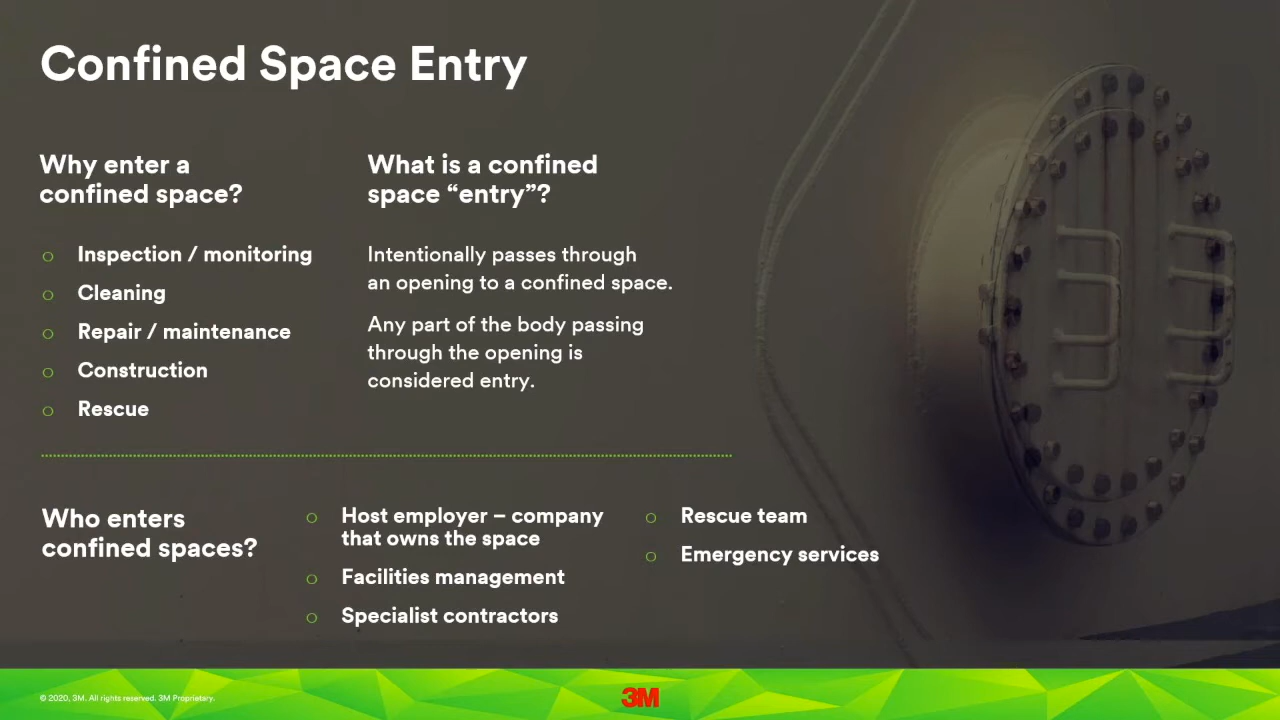 Confined Space Entry
Why enter a
confined space?
Inspection / monitoring
Cleaning
Repair / maintenance
Construction
Rescue
What is a confined
space “entry”?
Intentionally passes through
an opening to a confined space.
Any part of the body passing
through the opening is
considered entry.
Who enters
confined spaces?
Host employer – company
that owns the space
Facilities management
Specialist contractors
Rescue team
Emergency services
© 2020, 3M. All rights reserved. 3M Proprietary.
3M